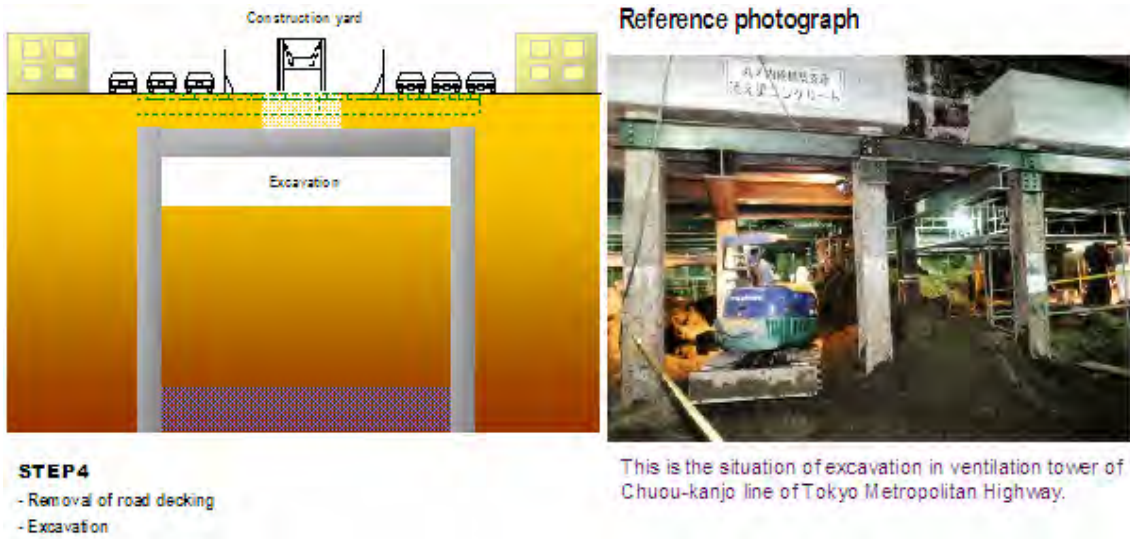 Construction yard
Reference photograph
Excavation
STEP4
- Removal of road decking
- Excavation
This is the situation of excavation in ventilation tower of
Chuou-kanjo line of Tokyo Metropolitan Highway.